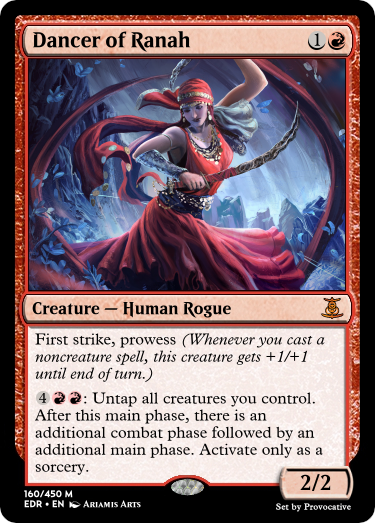 Dancer of Ranah 1
Creature — Human Rogue
First strike, prowess (Whenever you cast a
noncreature spell, this creature gets +1/+1
until end of turn.)
4: Untap all creatures you control.
After this main phase, there is an
additional combat phase followed by an
additional main phase. Activate only as a
sorcery.
2/2
160/450 M
EDR • EN Ariamis Arts
Set by Provocative